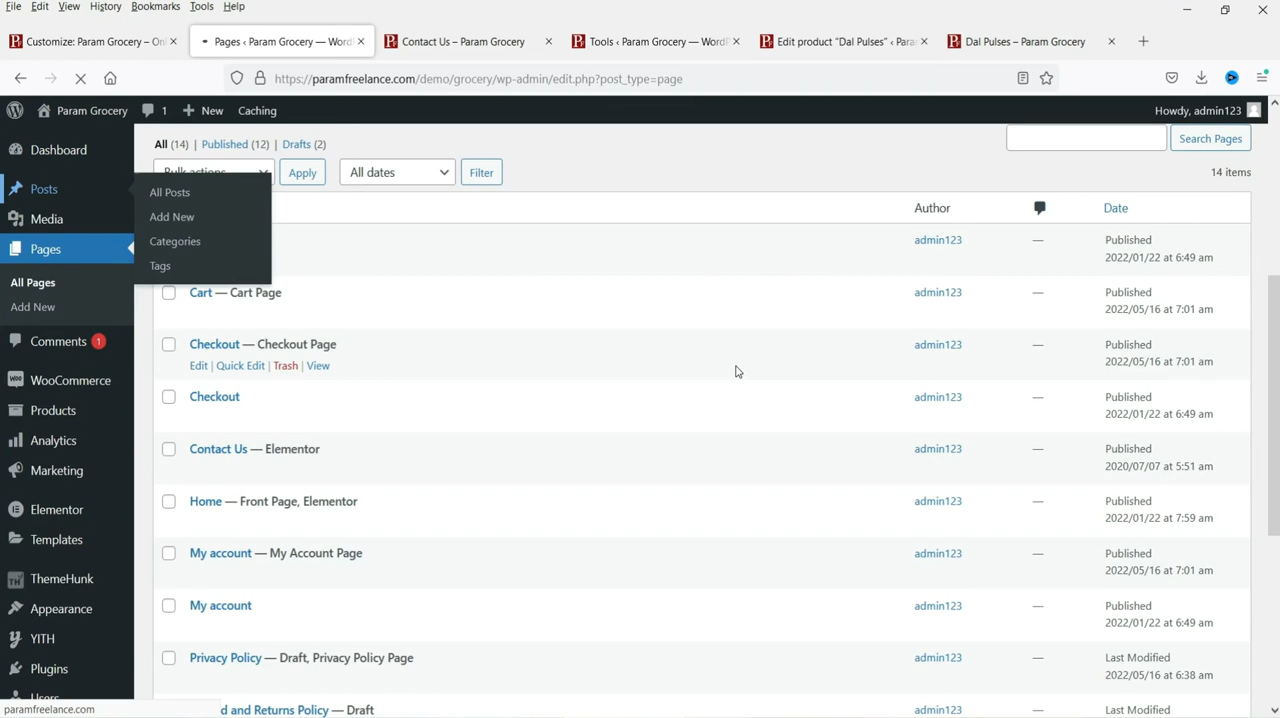 File Edit View History Bookmarks Tools Help
Customize: Param Grocery – Onl
Pages ‹ Param Grocery — WordP
Contact Us – Param Grocery
Tools ‹ Param Grocery — WordP
Edit product “Dal Pulses” ‹ Para
Dal Pulses – Param Grocery
https://paramfreelance.com/demo/grocery/wp-admin/edit.php?post_type=page
Param Grocery 1 New Caching Howdy, admin123
Dashboard
Posts
Media
Pages
All Pages
Add New
Comments 1
WooCommerce
Products
Analytics
Marketing
Elementor
Templates
ThemeHunk
Appearance
YITH
Plugins
Users
All Posts
Add New
Categories
Tags
All (14) | Published (12) | Drafts (2)
Search Pages
Bulk actions Apply All dates Filter 14 items
Author Date
admin123 — Published
2022/01/22 at 6:49 am
Cart — Cart Page admin123 — Published
2022/05/16 at 7:01 am
Checkout — Checkout Page admin123 — Published
Edit | Quick Edit | Trash | View 2022/05/16 at 7:01 am
Checkout admin123 — Published
2022/01/22 at 6:49 am
Contact Us — Elementor admin123 — Published
2020/07/07 at 5:51 am
Home — Front Page, Elementor admin123 — Published
2022/01/22 at 7:59 am
My account — My Account Page admin123 — Published
2022/05/16 at 7:01 am
My account admin123 — Published
2022/01/22 at 6:49 am
Privacy Policy — Draft, Privacy Policy Page admin123 — Last Modified
2022/05/16 at 6:38 am
d and Returns Policy — Draft admin123 — Last Modified
paramfreelance.com